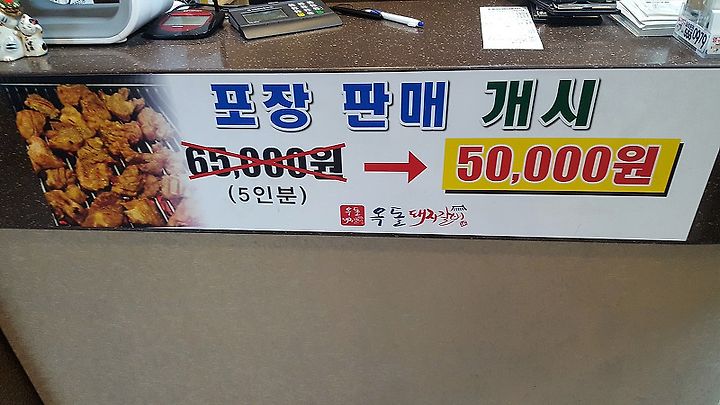 포장 판매 개시
65,000원 → 50,000원
(5인분)
옥돌 돼지갈비
0979